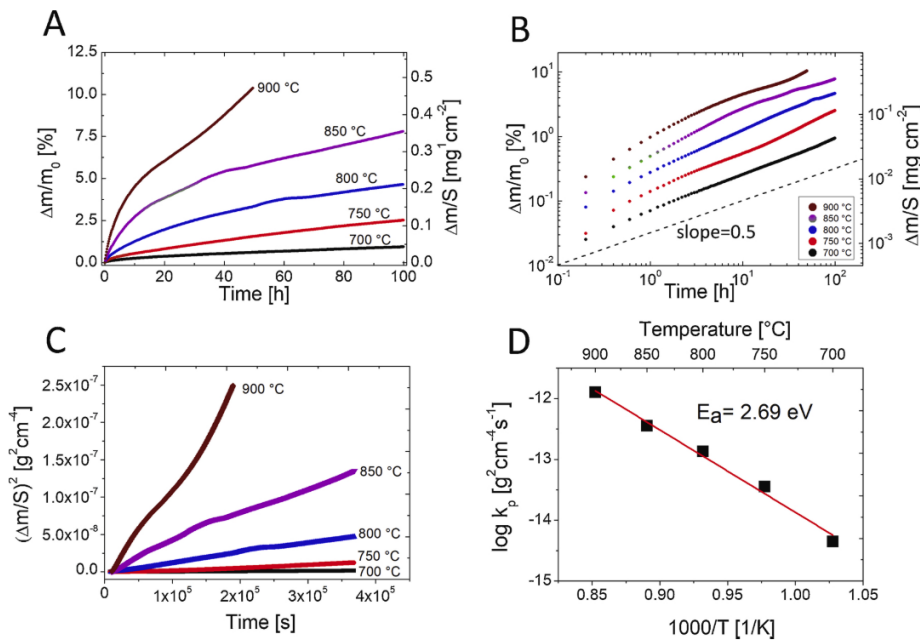 A
Δm/m₀ [%]
12.5
10.0
7.5
5.0
2.5
0.0
900 °C
850 °C
800 °C
750 °C
700 °C
0.5
0.4
0.3
0.2
0.1
0.0
Δm/S [mg¹cm⁻²]
0 20 40 60 80 100
Time [h]
B
Δm/m₀ [%]
10¹
10⁰
10⁻¹
10⁻²
slope=0.5
900 °C
850 °C
800 °C
750 °C
700 °C
10⁻¹
10⁻²
10⁻³
Δm/S [mg cm⁻²]
10⁻¹ 10⁰ 10¹ 10²
Time [h]
C
(Δm/S)² [g²cm⁻⁴]
2.5x10⁻⁷
2.0x10⁻⁷
1.5x10⁻⁷
1.0x10⁻⁷
5.0x10⁻⁸
0.0
900 °C
850 °C
800 °C
750 °C
700 °C
0 1x10⁵ 2x10⁵ 3x10⁵ 4x10⁵
Time [s]
Temperature [°C]
D
900 850 800 750 700
log kₚ [g²cm⁻⁴s⁻¹]
-12
-13
-14
-15
Eₐ= 2.69 eV
0.85 0.90 0.95 1.00 1.05
1000/T [1/K]